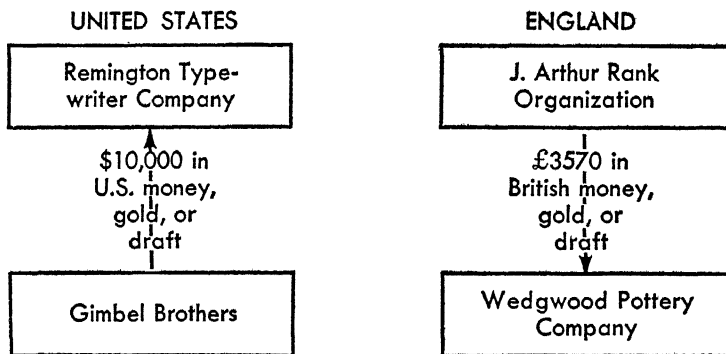 UNITED STATES
Remington Type-
writer Company
$10,000 in
U.S. money,
gold, or
draft
Gimbel Brothers
ENGLAND
J. Arthur Rank
Organization
£3570 in
British money,
gold, or
draft
Wedgwood Pottery
Company